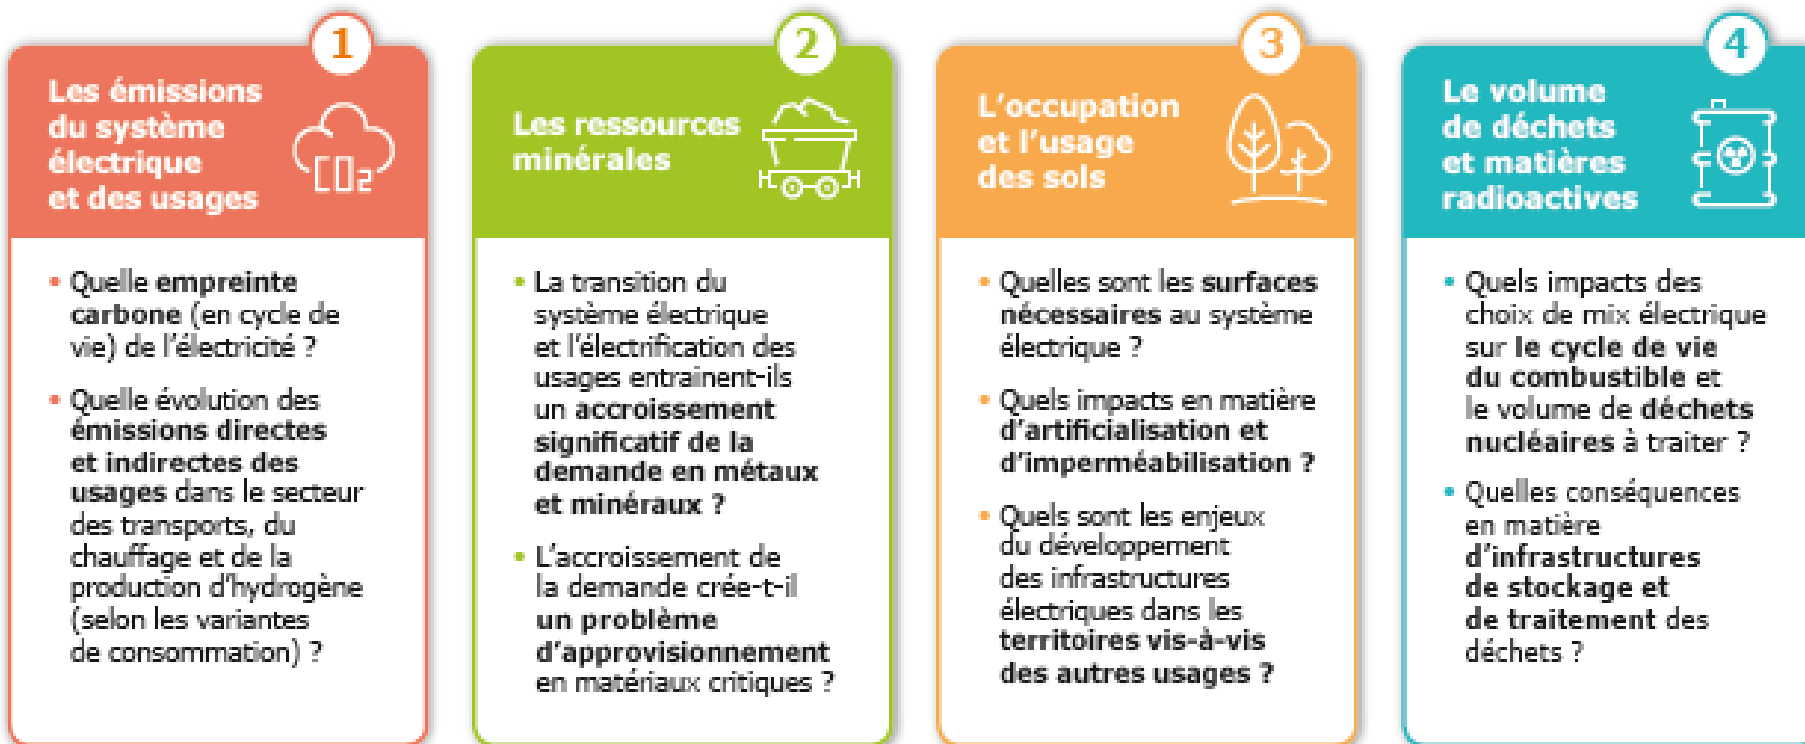 1
Les émissions
du système
électrique
et des usages
CO2
• Quelle empreinte
carbone (en cycle de
vie) de l'électricité ?
• Quelle évolution des
émissions directes
et indirectes des
usages dans le secteur
des transports, du
chauffage et de la
production d'hydrogène
(selon les variantes
de consommation) ?
2
Les ressources
minérales
• La transition du
système électrique
et l'électrification des
usages entrainent-ils
un accroissement
significatif de la
demande en métaux
et minéraux ?
• L'accroissement de
la demande crée-t-il
un problème
d'approvisionnement
en matériaux critiques ?
3
L'occupation
et l'usage
des sols
• Quelles sont les surfaces
nécessaires au système
électrique ?
• Quels impacts en matière
d'artificialisation et
d'imperméabilisation ?
• Quels sont les enjeux
du développement
des infrastructures
électriques dans les
territoires vis-à-vis
des autres usages ?
4
Le volume
de déchets
et matières
radioactives
• Quels impacts des
choix de mix électrique
sur le cycle de vie
du combustible et
le volume de déchets
nucléaires à traiter ?
• Quelles conséquences
en matière
d'infrastructures
de stockage et
de traitement des
déchets ?